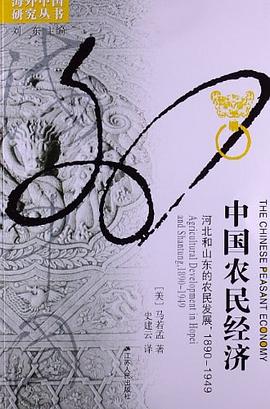 海外中国
研究丛书
刘 东 主编
THE CHINESE PEASANT ECONOMY
中国农民经济
河北和山东的农民发展,1890-1949
Agricultural Development in Hopei
and Shantung,1890-1949
[美] 马若孟 著
史建云 译
江苏人民出版社